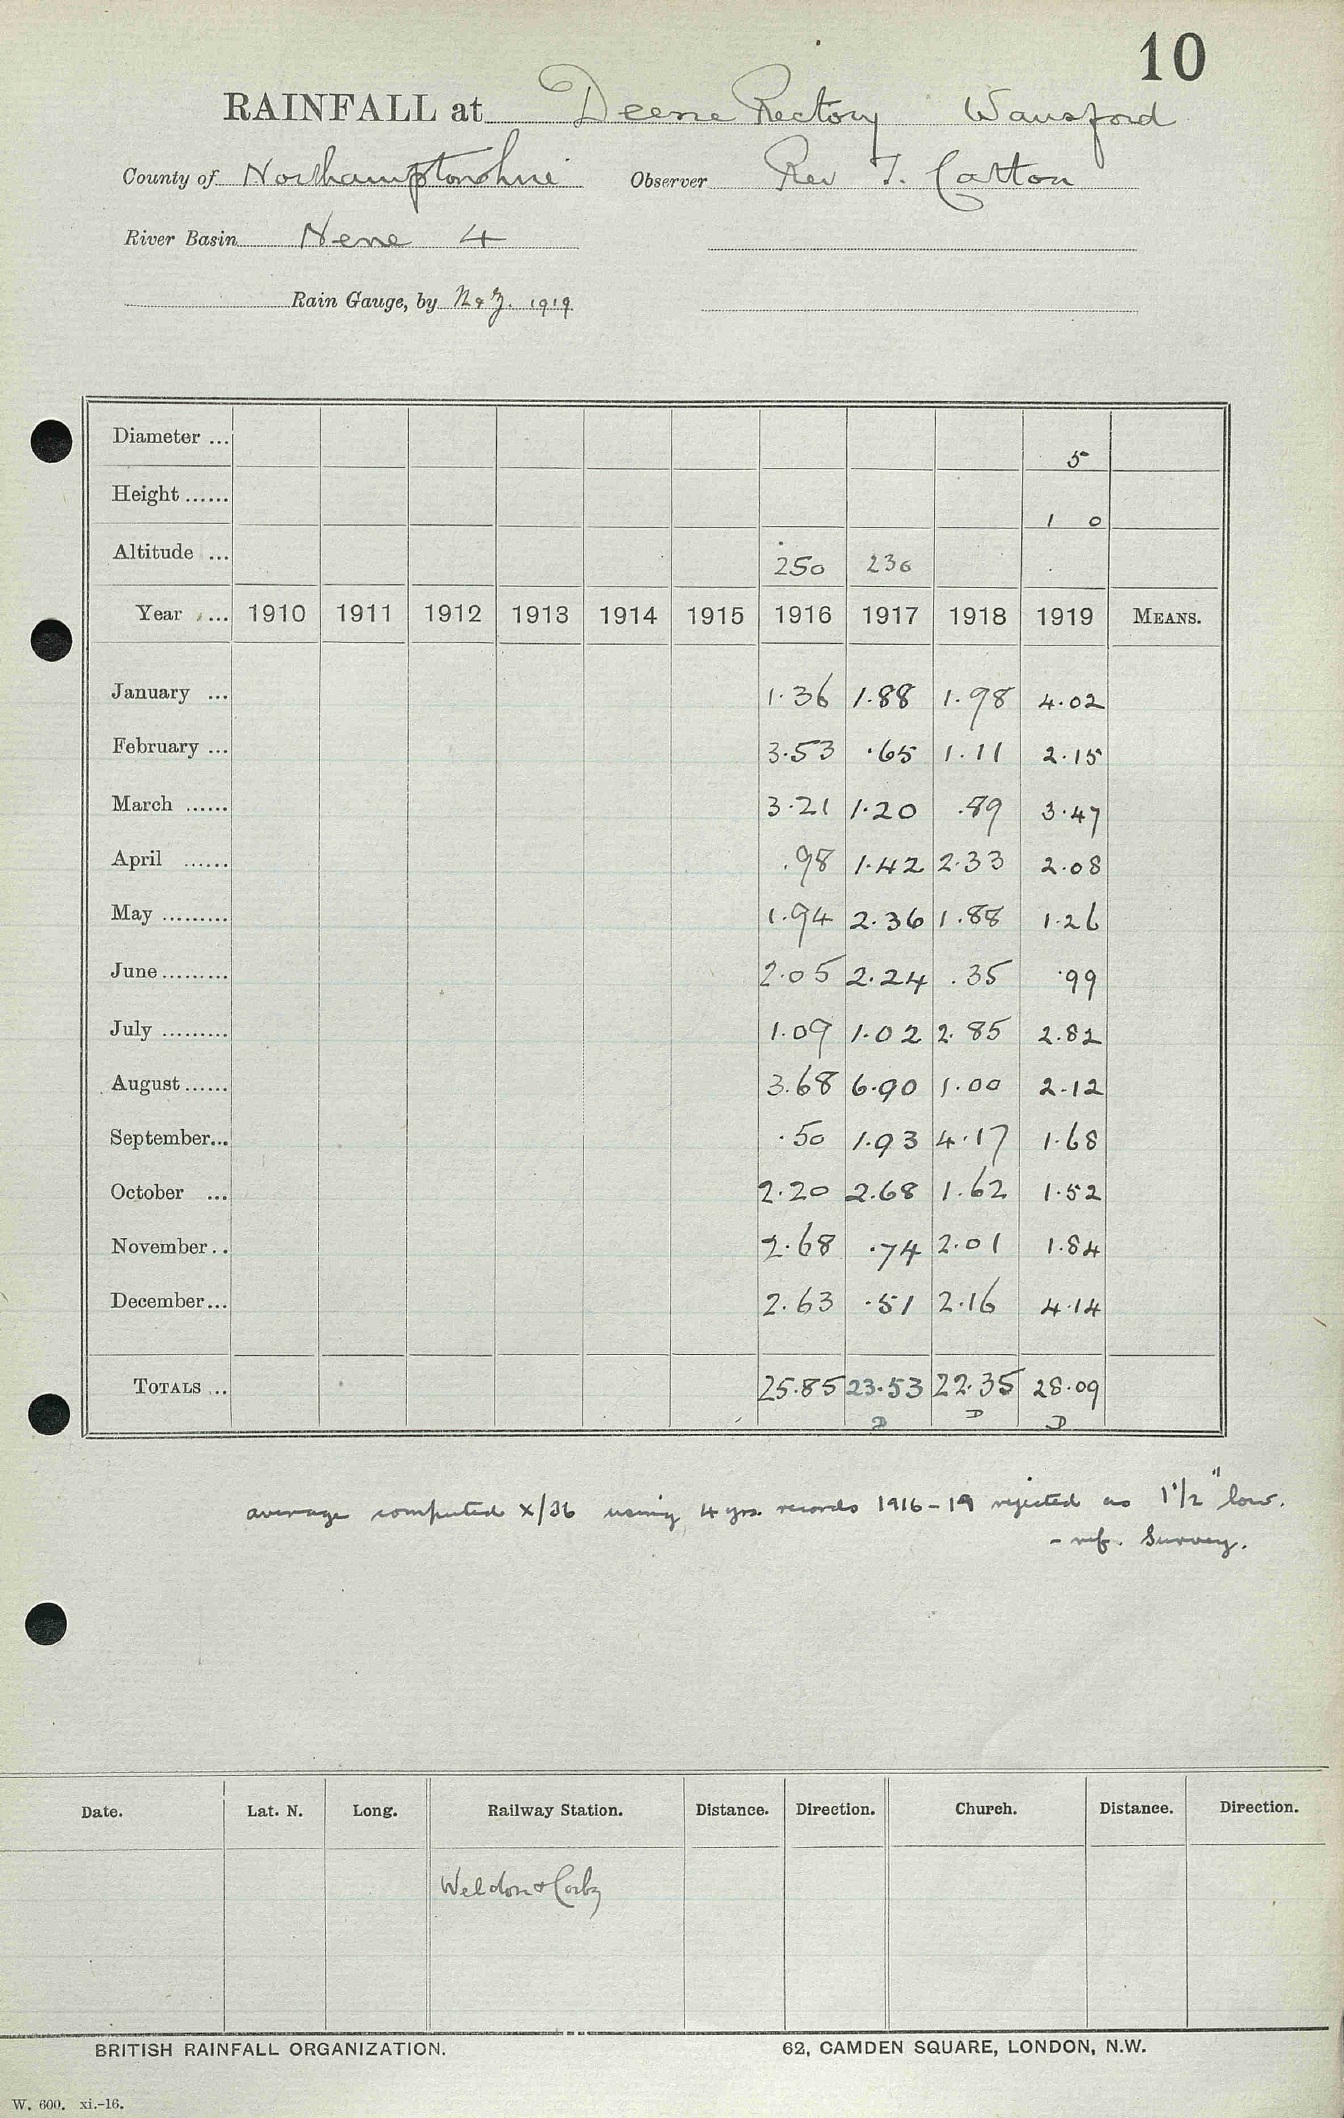 10
RAINFALL at Deene Rectory Wansford
County of Northamptonshire Observer Rev T. Catton
River Basin Nene 4
Rain Gauge, by N & Z. 1919
Diameter ... 5
Height ...... 1 0
Altitude ... 250 236
Year ... 1910 1911 1912 1913 1914 1915 1916 1917 1918 1919 MEANS.
January ... 1.36 1.88 1.98 4.02
February ... 3.53 .65 1.11 2.15
March ...... 3.21 1.20 .89 3.47
April ...... .98 1.42 2.33 2.08
May ......... 1.94 2.36 1.88 1.26
June ......... 2.05 2.24 .35 .99
July ......... 1.09 1.02 2.85 2.82
August ...... 3.68 6.90 1.00 2.12
September... .50 1.93 4.17 1.68
October ... 2.20 2.68 1.62 1.52
November.. 2.68 .74 2.01 1.84
December... 2.63 .51 2.16 4.14
TOTALS ... 25.85 23.53 22.35 28.09
D D D
average computed x/36 using 4 yrs. records 1916-19 rejected as 1 1/2" low.
- ref. Survey.
Date. Lat. N. Long. Railway Station. Distance. Direction. Church. Distance. Direction.
Weldon & Corby
BRITISH RAINFALL ORGANIZATION. 62, CAMDEN SQUARE, LONDON, N.W.
W. 600. xi.-16.